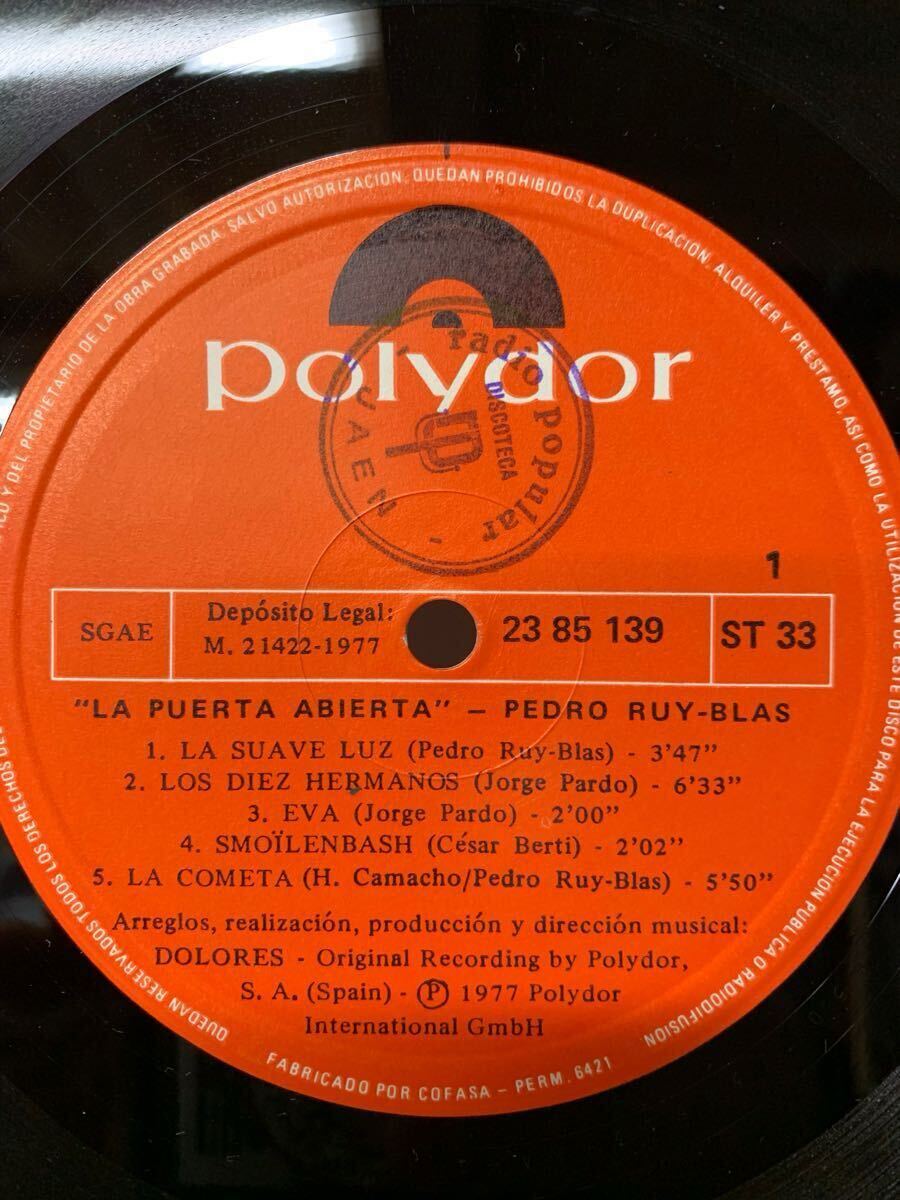 polydor
radio popular
- JAEN -
DISCOTECA
1
SGAE
Depósito Legal:
M. 21422-1977
23 85 139
ST 33
"LA PUERTA ABIERTA" – PEDRO RUY-BLAS
1. LA SUAVE LUZ (Pedro Ruy-Blas) - 3'47"
2. LOS DIEZ HERMANOS (Jorge Pardo) - 6'33"
3. EVA (Jorge Pardo) - 2'00"
4. SMOÏLENBASH (César Berti) - 2'02"
5. LA COMETA (H. Camacho/Pedro Ruy-Blas) - 5'50"
Arreglos, realización, producción y dirección musical:
DOLORES - Original Recording by Polydor,
S. A. (Spain) - Ⓟ 1977 Polydor
International GmbH
QUEDAN RESERVADOS TODOS LOS DERECHOS DEL
Y DEL PROPIETARIO DE LA OBRA GRABADA. SALVO AUTORIZACION, QUEDAN PROHIBIDOS LA DUPLICACION, ALQUILER Y PRESTAMO, ASI COMO LA UTILIZACION DE ESTE DISCO PARA LA EJECUCION PUBLICA O RADIODIFUSION
FABRICADO POR COFASA - PERM. 6421